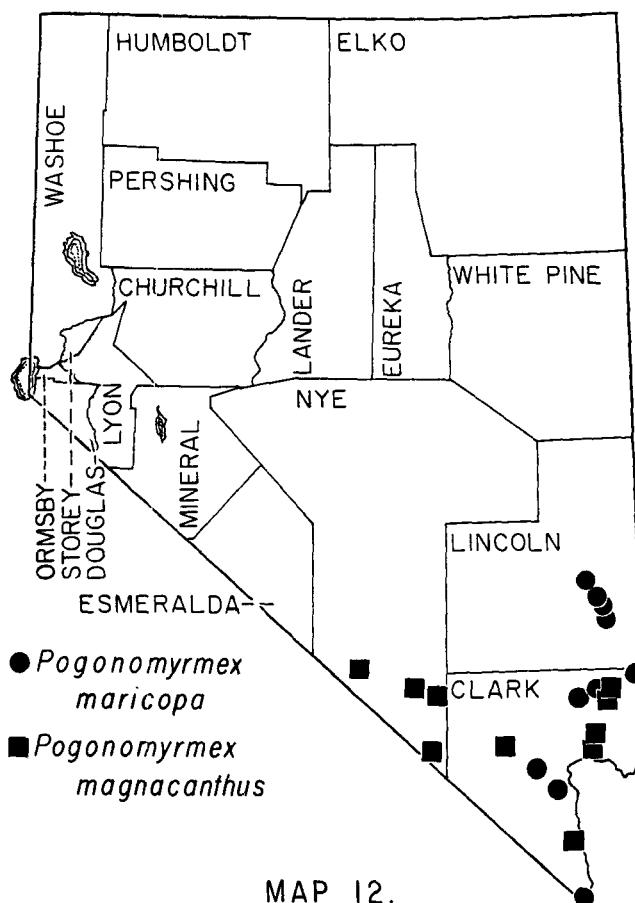 HUMBOLDT
ELKO
WASHOE
PERSHING
CHURCHILL
LANDER
EUREKA
WHITE PINE
ORMSBY
STOREY
DOUGLAS
LYON
MINERAL
NYE
LINCOLN
ESMERALDA
CLARK
Pogonomyrmex
maricopa
Pogonomyrmex
magnacanthus
MAP 12.